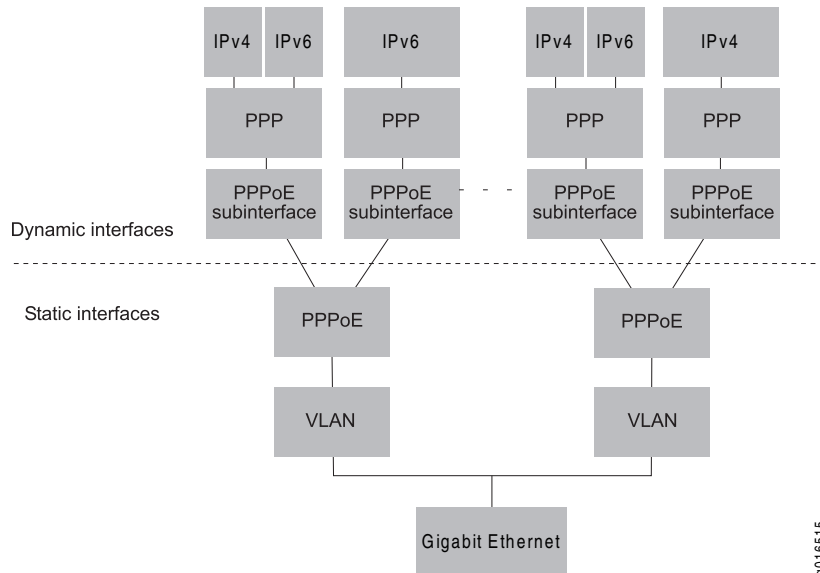 IPv4 IPv6 IPv6 IPv4 IPv6 IPv4
PPP PPP PPP PPP
PPPoE PPPoE PPPoE PPPoE
subinterface subinterface subinterface subinterface
Dynamic interfaces
Static interfaces
PPPoE PPPoE
VLAN VLAN
Gigabit Ethernet
g016515